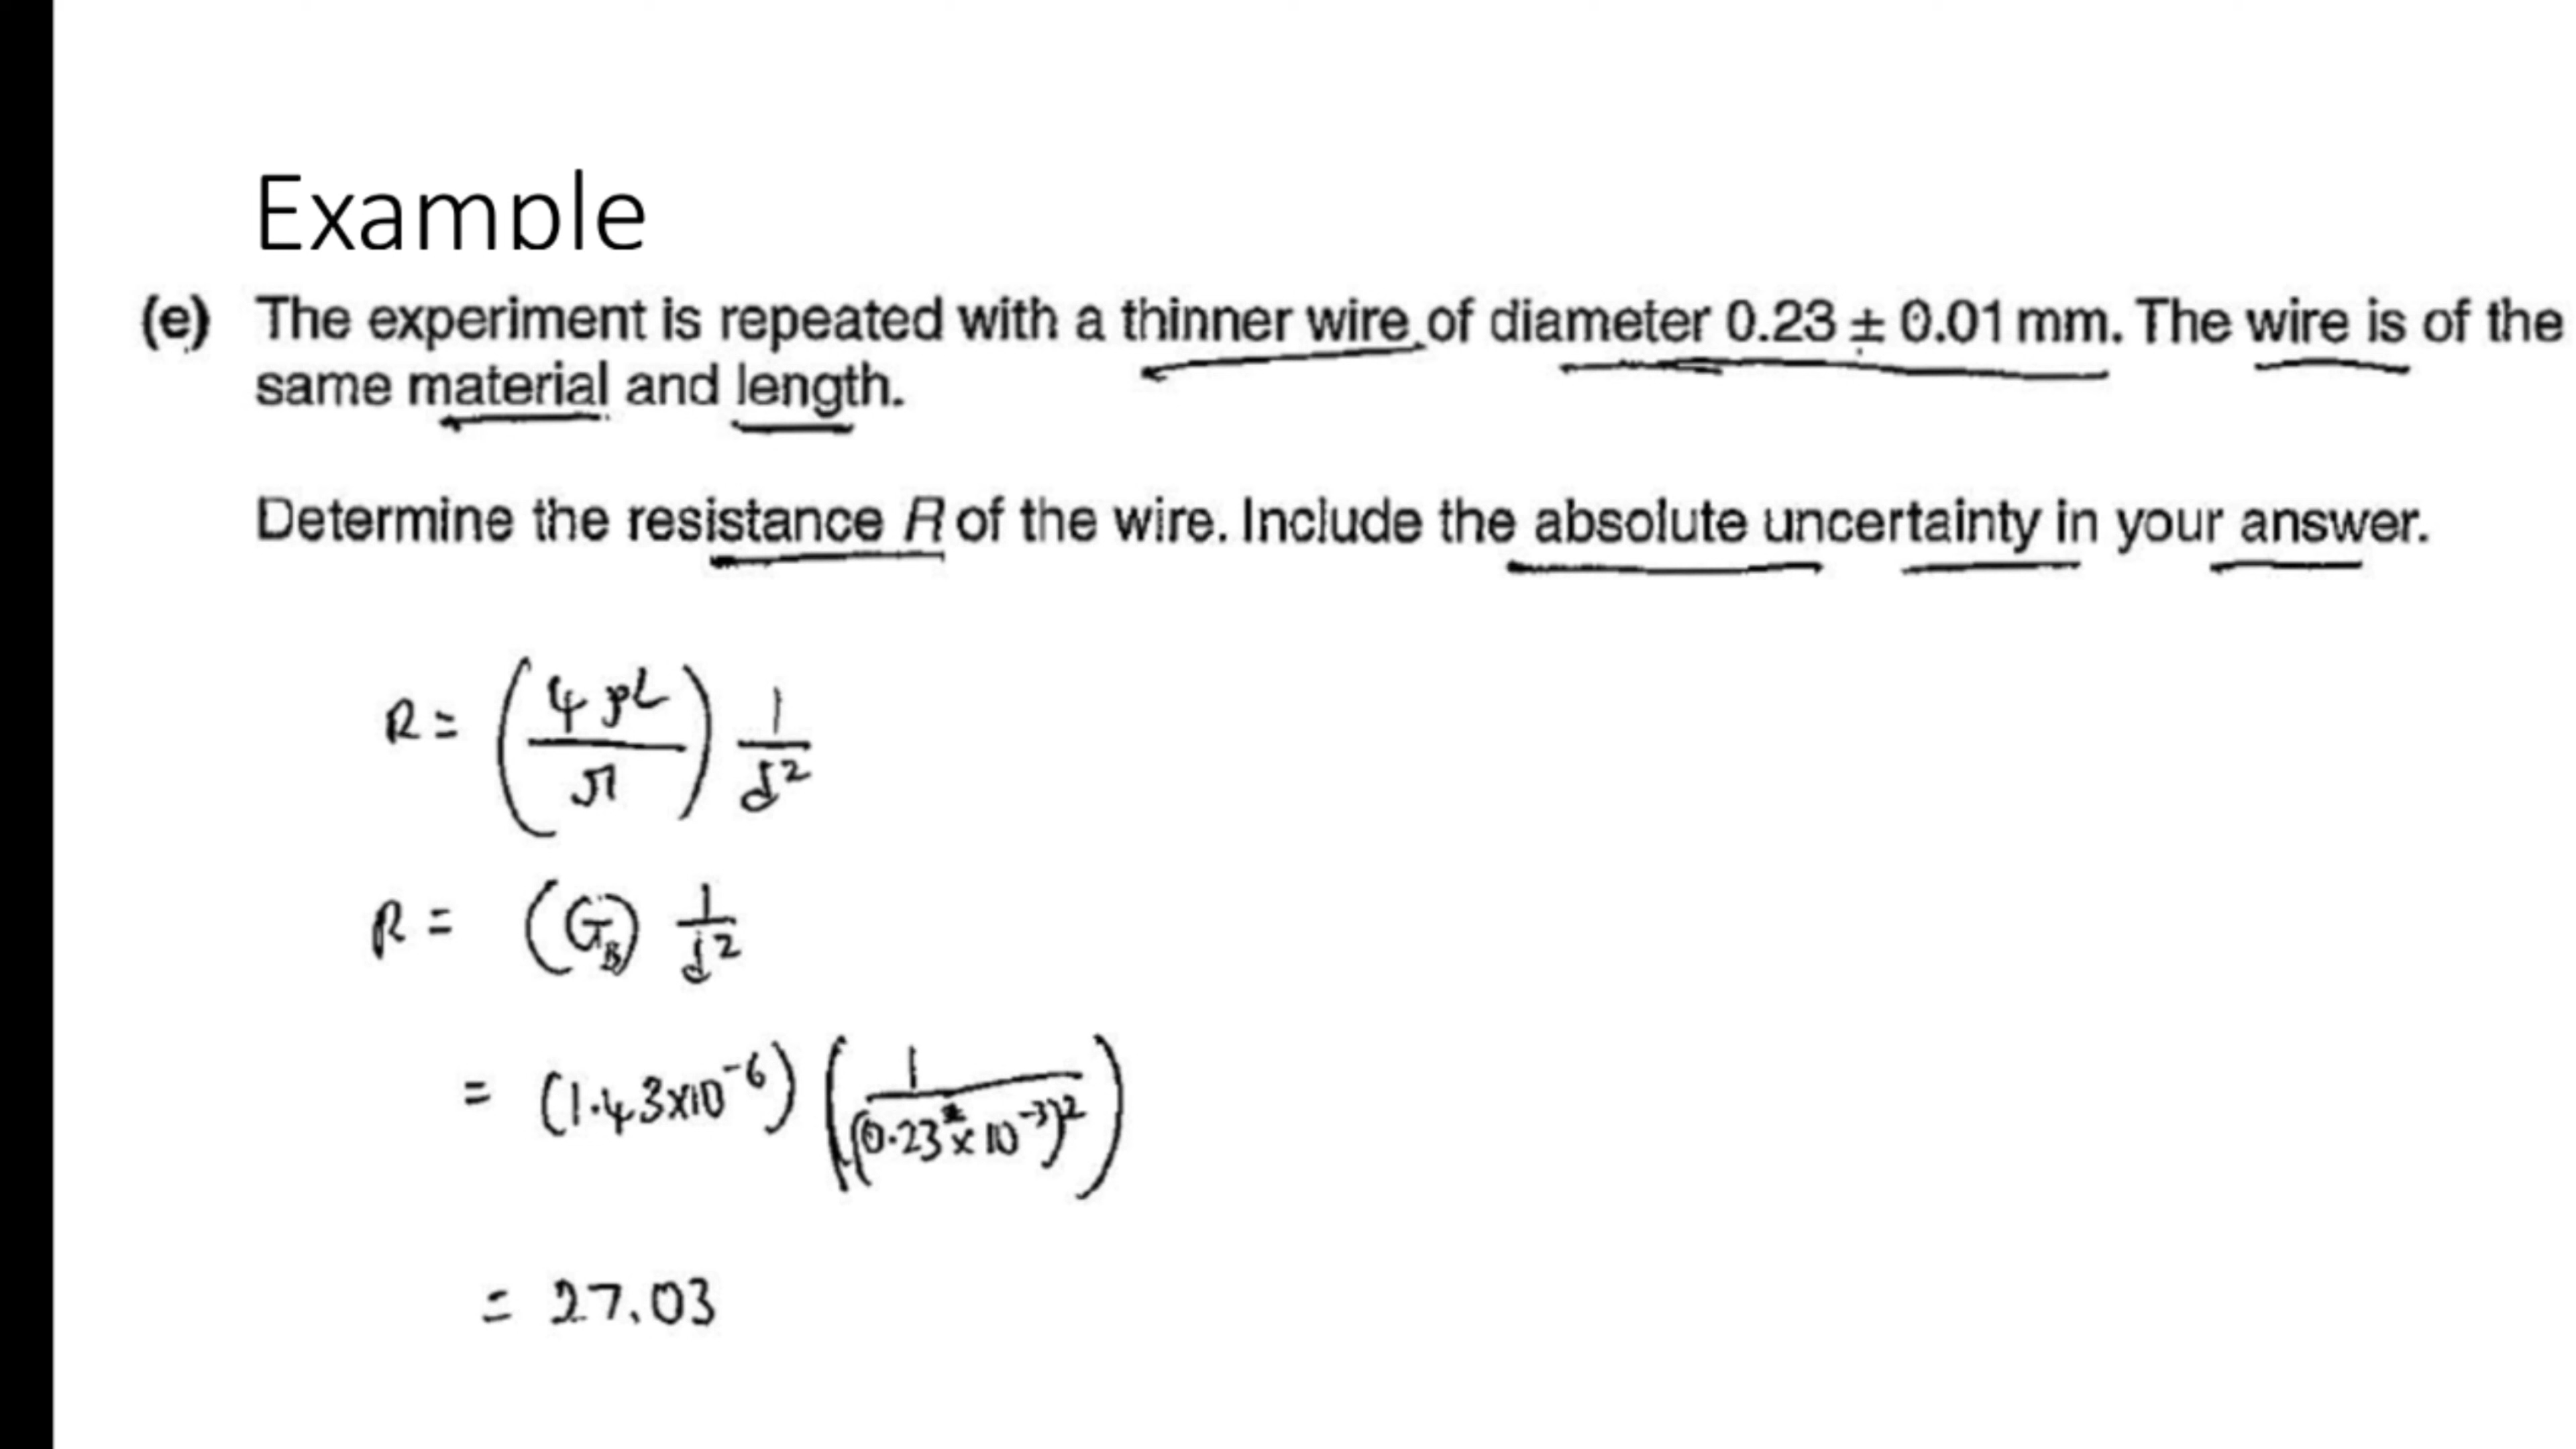 Example
(e) The experiment is repeated with a thinner wire of diameter 0.23 ± 0.01 mm. The wire is of the
same material and length.
Determine the resistance R of the wire. Include the absolute uncertainty in your answer.
R = (4ρL/π) 1/d²
R = (G) 1/d²
= (1.43×10⁻⁶) (1/(0.23×10⁻³)²)
= 27.03